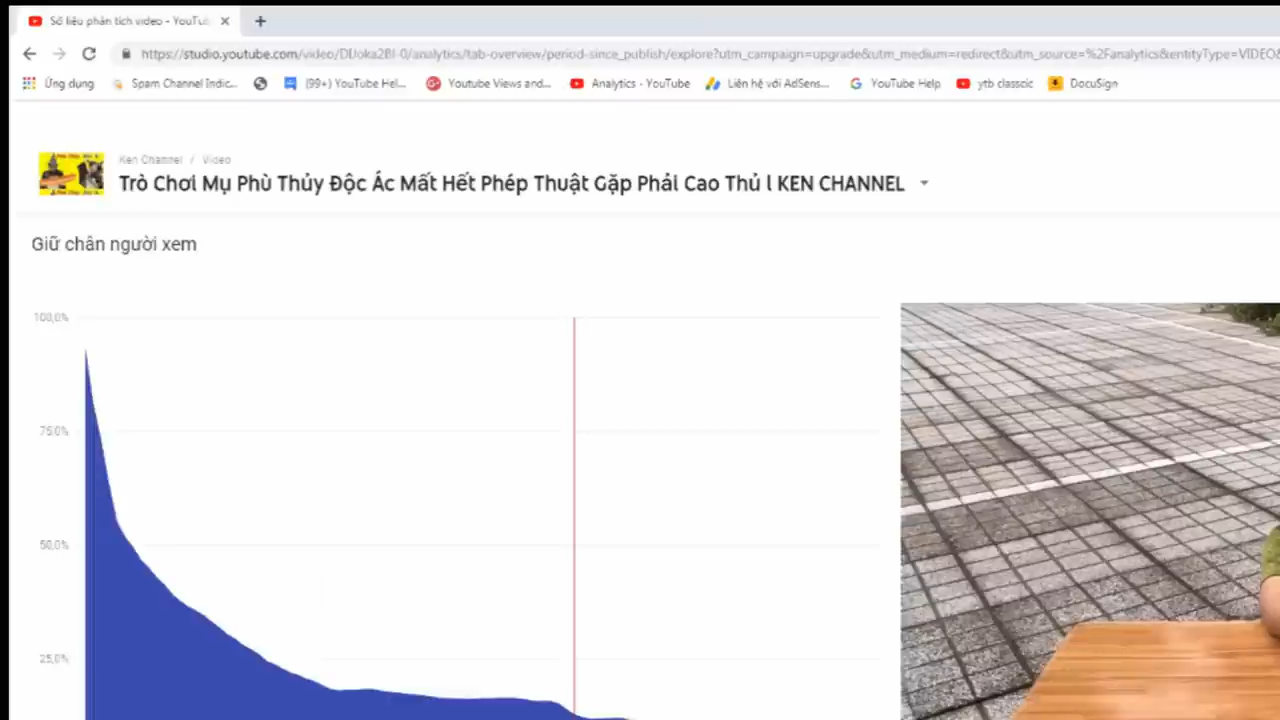 Số liệu phân tích video - YouTu
https://studio.youtube.com/video/DUoka2BI-0/analytics/tab-overview/period-since_publish/explore?utm_campaign=upgrade&utm_medium=redirect&utm_source=%2Fanalytics&entityType=VIDEO&
Ứng dụng Spam Channel Indic... (99+) YouTube Hel... Youtube Views and... Analytics - YouTube Liên hệ với AdSens... YouTube Help ytb classcic DocuSign
Ken Channel / Video
Trò Chơi Mụ Phù Thủy Độc Ác Mất Hết Phép Thuật Gặp Phải Cao Thủ l KEN CHANNEL
Giữ chân người xem
100,0%
75,0%
50,0%
25,0%